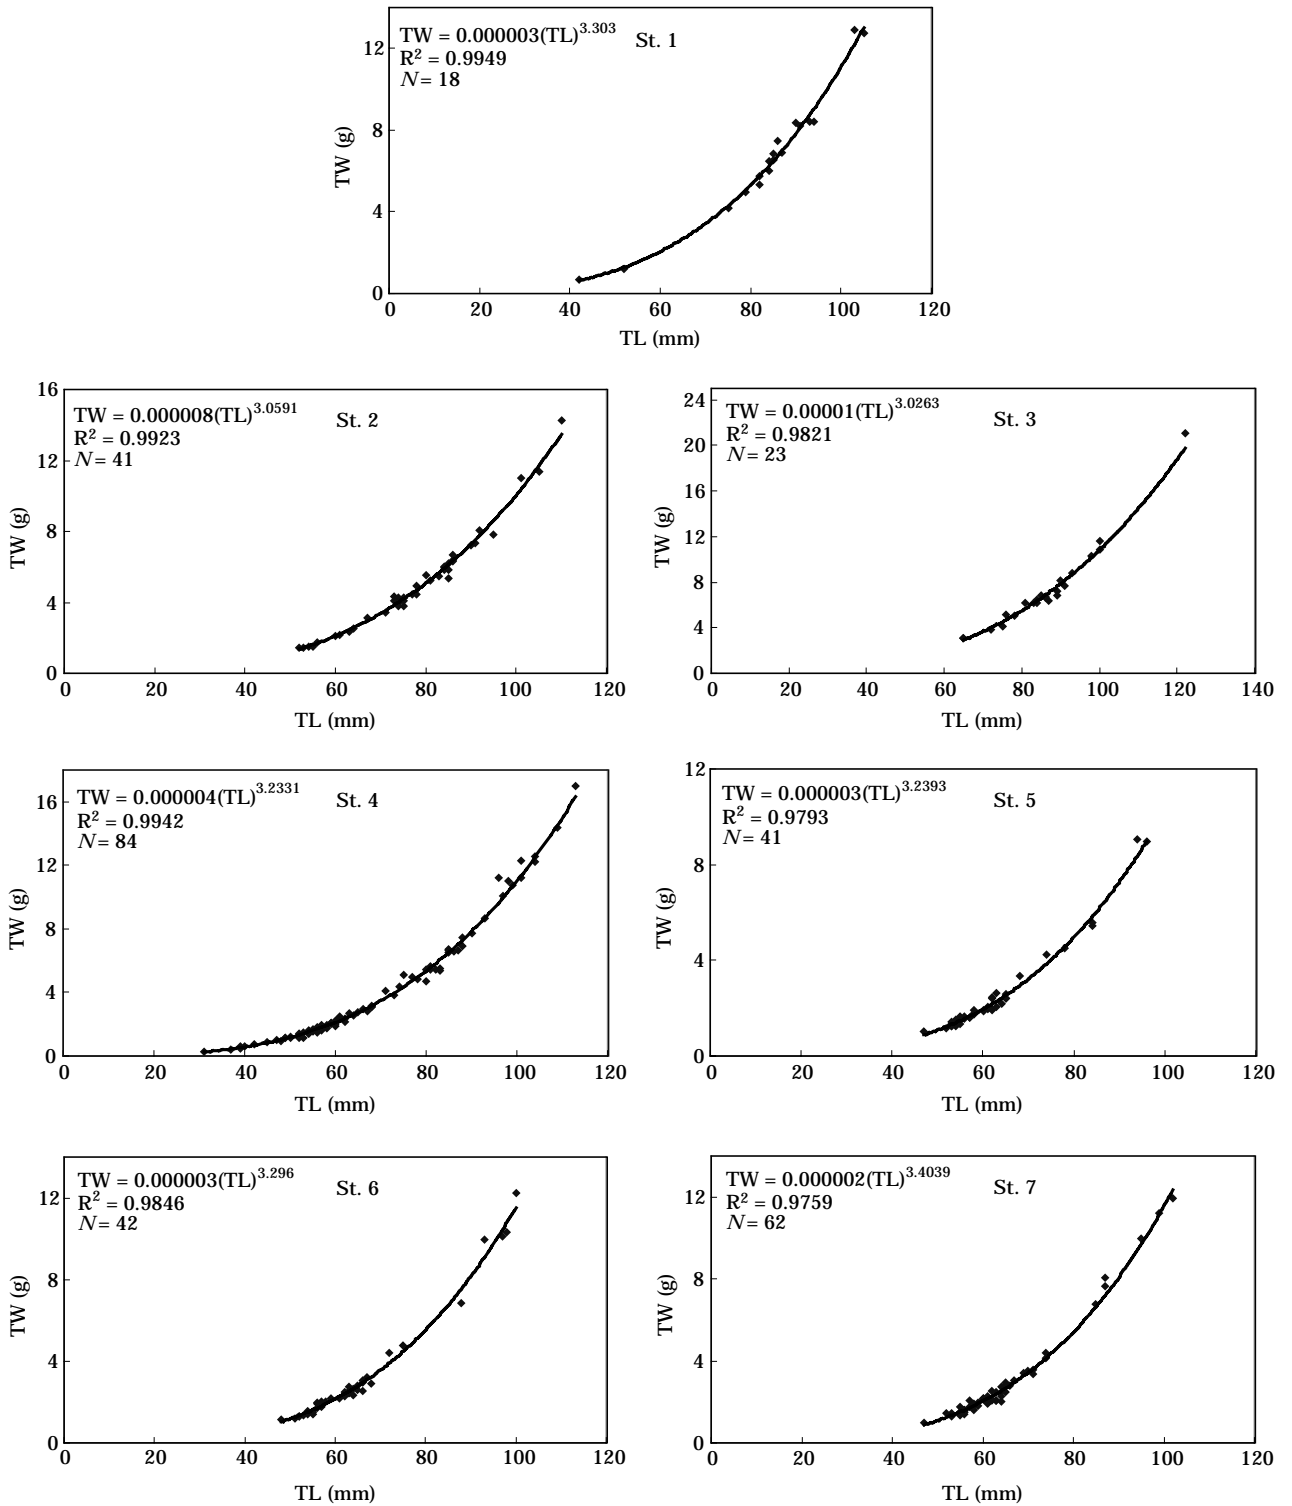 TW = 0.000003(TL)^3.303
St. 1
R² = 0.9949
N = 18
12
8
4
0
TW (g)
0 20 40 60 80 100 120
TL (mm)
TW = 0.000008(TL)^3.0591
St. 2
R² = 0.9923
N = 41
16
12
8
4
0
TW (g)
0 20 40 60 80 100 120
TL (mm)
TW = 0.00001(TL)^3.0263
St. 3
R² = 0.9821
N = 23
24
20
16
12
8
4
0
TW (g)
0 20 40 60 80 100 120 140
TL (mm)
TW = 0.000004(TL)^3.2331
St. 4
R² = 0.9942
N = 84
16
12
8
4
0
TW (g)
0 20 40 60 80 100 120
TL (mm)
TW = 0.000003(TL)^3.2393
St. 5
R² = 0.9793
N = 41
12
8
4
0
TW (g)
0 20 40 60 80 100 120
TL (mm)
TW = 0.000003(TL)^3.296
St. 6
R² = 0.9846
N = 42
12
8
4
0
TW (g)
0 20 40 60 80 100 120
TL (mm)
TW = 0.000002(TL)^3.4039
St. 7
R² = 0.9759
N = 62
12
8
4
0
TW (g)
0 20 40 60 80 100 120
TL (mm)